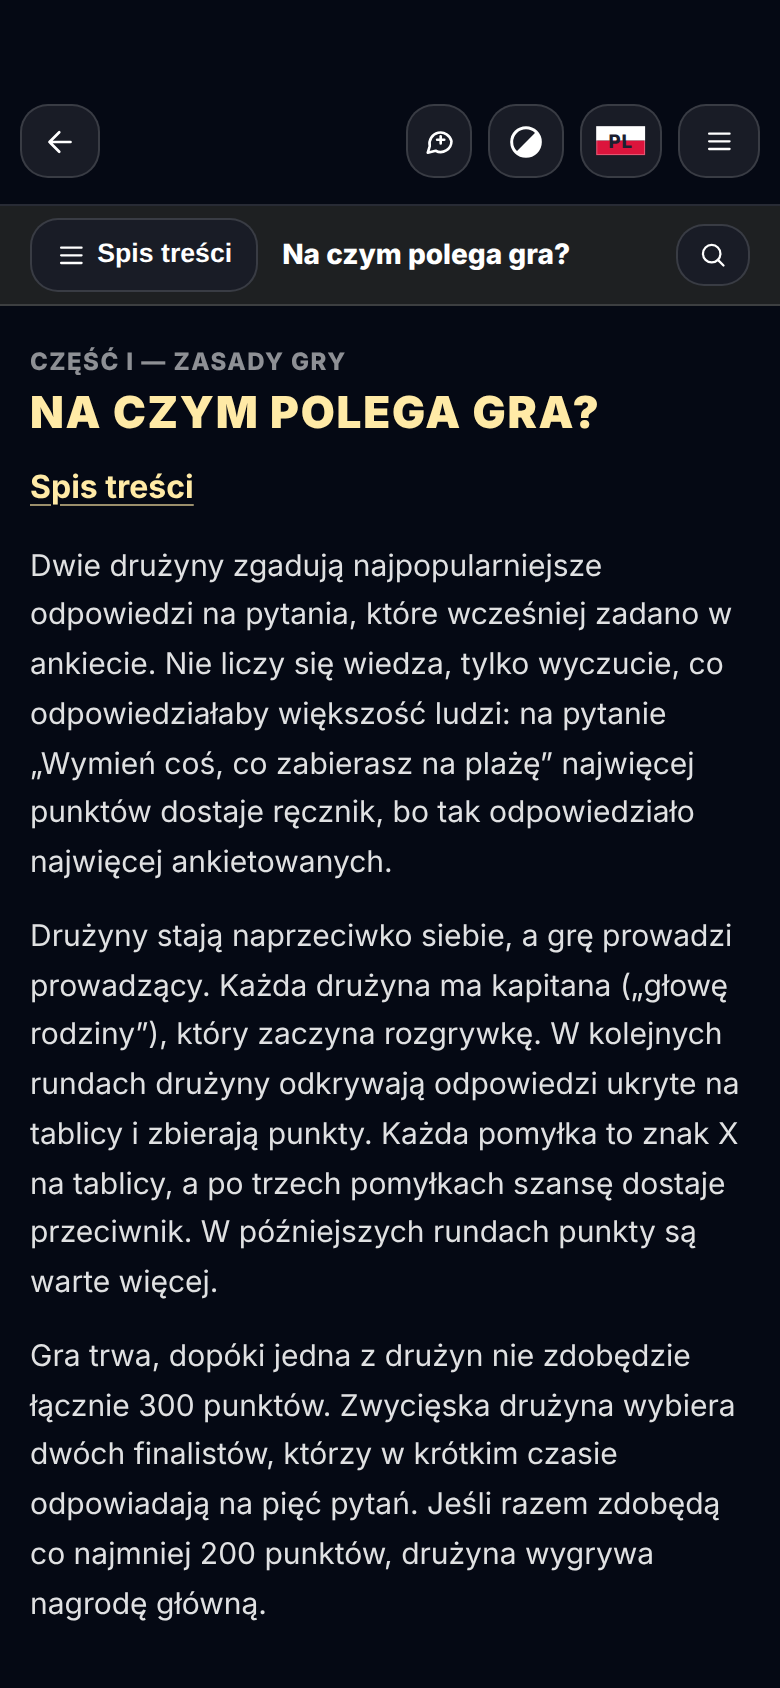 PL
Spis treści
Na czym polega gra?
CZĘŚĆ I — ZASADY GRY
NA CZYM POLEGA GRA?
Spis treści
Dwie drużyny zgadują najpopularniejsze
odpowiedzi na pytania, które wcześniej zadano w
ankiecie. Nie liczy się wiedza, tylko wyczucie, co
odpowiedziałaby większość ludzi: na pytanie
„Wymień coś, co zabierasz na plażę” najwięcej
punktów dostaje ręcznik, bo tak odpowiedziało
najwięcej ankietowanych.
Drużyny stają naprzeciwko siebie, a grę prowadzi
prowadzący. Każda drużyna ma kapitana („głowę
rodziny”), który zaczyna rozgrywkę. W kolejnych
rundach drużyny odkrywają odpowiedzi ukryte na
tablicy i zbierają punkty. Każda pomyłka to znak X
na tablicy, a po trzech pomyłkach szansę dostaje
przeciwnik. W późniejszych rundach punkty są
warte więcej.
Gra trwa, dopóki jedna z drużyn nie zdobędzie
łącznie 300 punktów. Zwycięska drużyna wybiera
dwóch finalistów, którzy w krótkim czasie
odpowiadają na pięć pytań. Jeśli razem zdobędą
co najmniej 200 punktów, drużyna wygrywa
nagrodę główną.